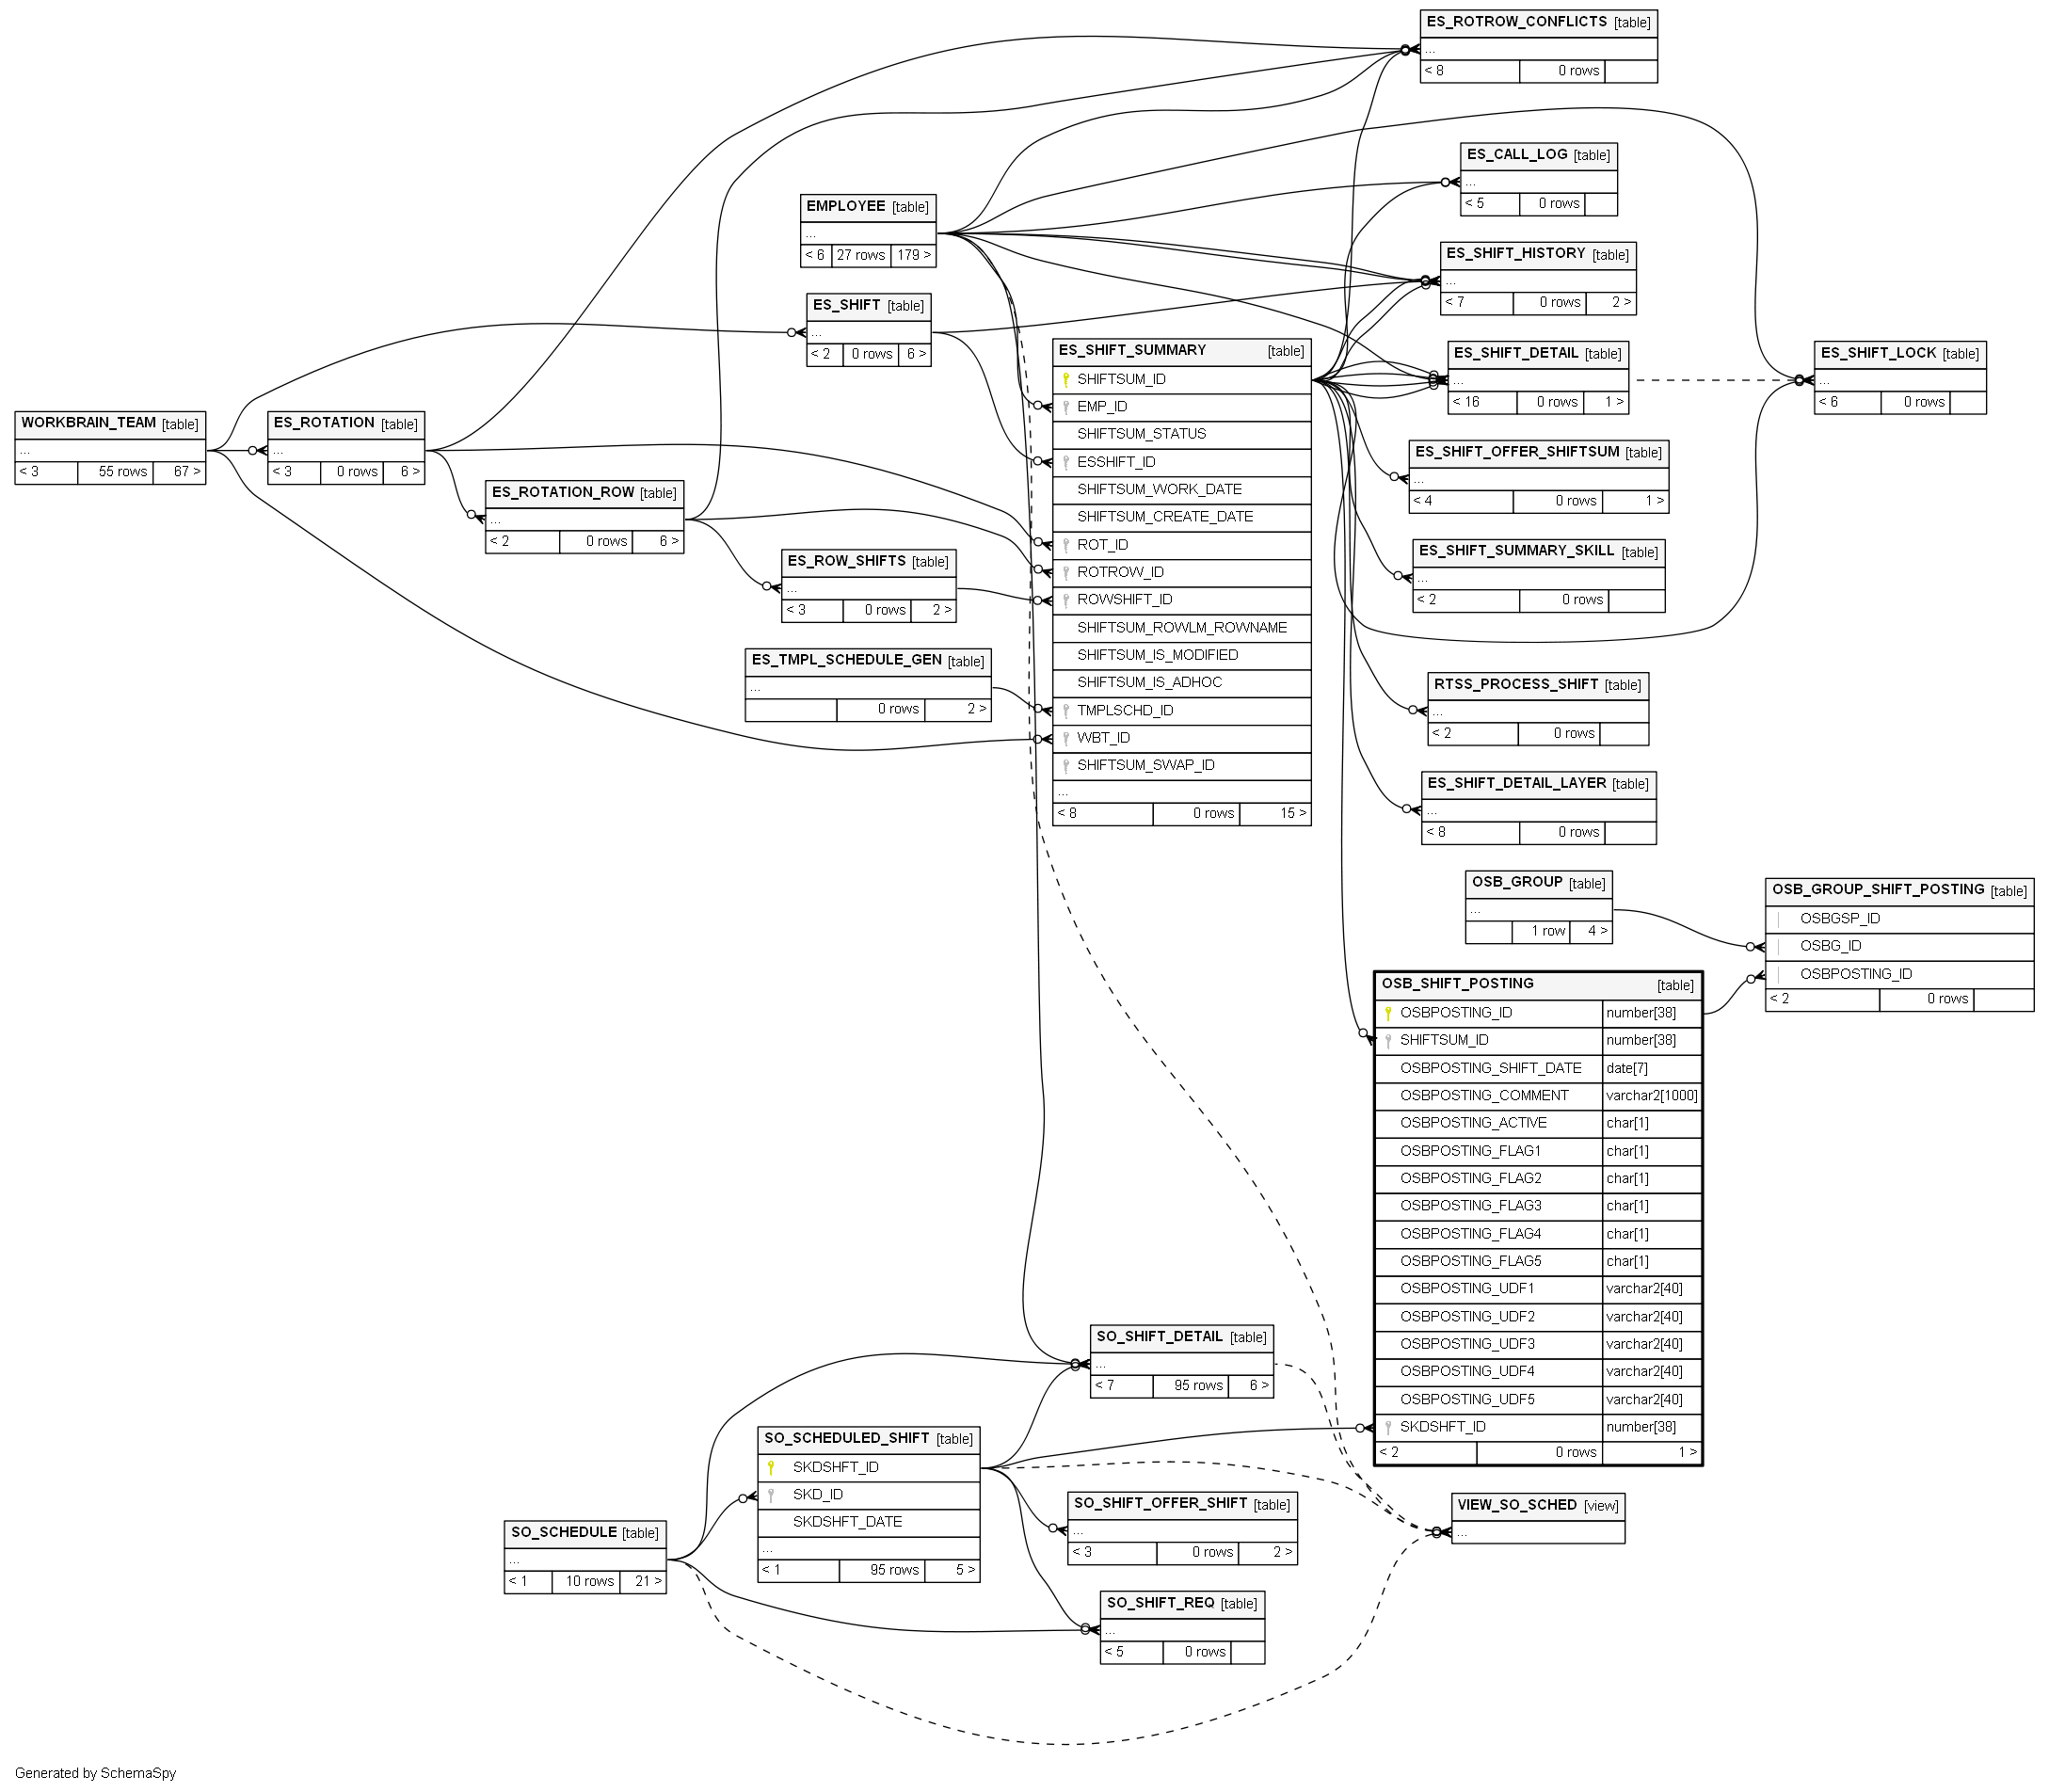 ES_ROTROW_CONFLICTS [table]
...
< 8 0 rows
ES_CALL_LOG [table]
...
< 5 0 rows
EMPLOYEE [table]
...
< 6 27 rows 179 >
ES_SHIFT_HISTORY [table]
...
< 7 0 rows 2 >
ES_SHIFT [table]
...
< 2 0 rows 6 >
ES_SHIFT_SUMMARY [table]
SHIFTSUM_ID
EMP_ID
SHIFTSUM_STATUS
ESSHIFT_ID
SHIFTSUM_WORK_DATE
SHIFTSUM_CREATE_DATE
ROT_ID
ROTROW_ID
ROWSHIFT_ID
SHIFTSUM_ROWLM_ROWNAME
SHIFTSUM_IS_MODIFIED
SHIFTSUM_IS_ADHOC
TMPLSCHD_ID
WBT_ID
SHIFTSUM_SWAP_ID
...
< 8 0 rows 15 >
ES_SHIFT_DETAIL [table]
...
< 16 0 rows 1 >
ES_SHIFT_LOCK [table]
...
< 6 0 rows
WORKBRAIN_TEAM [table]
...
< 3 55 rows 67 >
ES_ROTATION [table]
...
< 3 0 rows 6 >
ES_SHIFT_OFFER_SHIFTSUM [table]
...
< 4 0 rows 1 >
ES_ROTATION_ROW [table]
...
< 2 0 rows 6 >
ES_SHIFT_SUMMARY_SKILL [table]
...
< 2 0 rows
ES_ROW_SHIFTS [table]
...
< 3 0 rows 2 >
ES_TMPL_SCHEDULE_GEN [table]
...
0 rows 2 >
RTSS_PROCESS_SHIFT [table]
...
< 2 0 rows
ES_SHIFT_DETAIL_LAYER [table]
...
< 8 0 rows
OSB_GROUP [table]
...
1 row 4 >
OSB_GROUP_SHIFT_POSTING [table]
OSBGSP_ID
OSBG_ID
OSBPOSTING_ID
< 2 0 rows
OSB_SHIFT_POSTING [table]
OSBPOSTING_ID number[38]
SHIFTSUM_ID number[38]
OSBPOSTING_SHIFT_DATE date[7]
OSBPOSTING_COMMENT varchar2[1000]
OSBPOSTING_ACTIVE char[1]
OSBPOSTING_FLAG1 char[1]
OSBPOSTING_FLAG2 char[1]
OSBPOSTING_FLAG3 char[1]
OSBPOSTING_FLAG4 char[1]
OSBPOSTING_FLAG5 char[1]
OSBPOSTING_UDF1 varchar2[40]
OSBPOSTING_UDF2 varchar2[40]
OSBPOSTING_UDF3 varchar2[40]
OSBPOSTING_UDF4 varchar2[40]
OSBPOSTING_UDF5 varchar2[40]
SKDSHFT_ID number[38]
< 2 0 rows 1 >
SO_SHIFT_DETAIL [table]
...
< 7 95 rows 6 >
SO_SCHEDULED_SHIFT [table]
SKDSHFT_ID
SKD_ID
SKDSHFT_DATE
...
< 1 95 rows 5 >
SO_SHIFT_OFFER_SHIFT [table]
...
< 3 0 rows 2 >
VIEW_SO_SCHED [view]
...
SO_SCHEDULE [table]
...
< 1 10 rows 21 >
SO_SHIFT_REQ [table]
...
< 5 0 rows
Generated by SchemaSpy